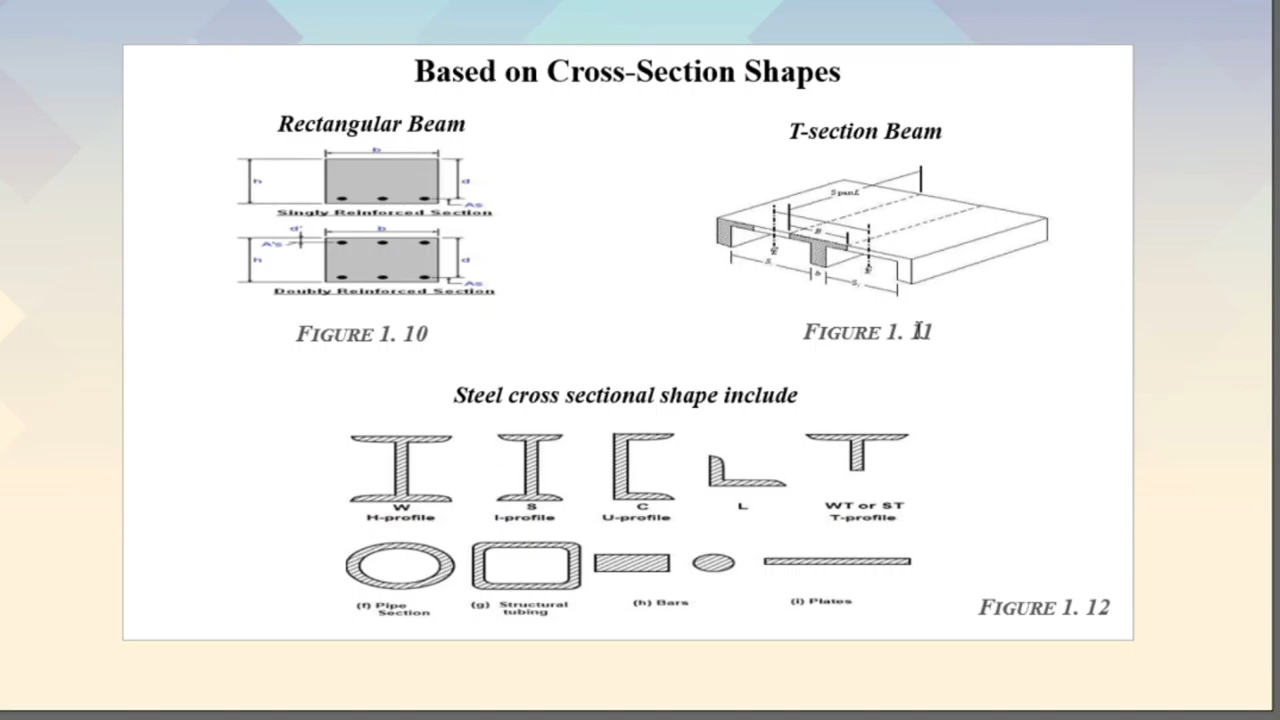 Based on Cross-Section Shapes
Rectangular Beam
b
h
d
As
Singly Reinforced Section
d'
b
A's
h
d
As
Doubly Reinforced Section
FIGURE 1. 10
T-section Beam
Span L
B
b
FIGURE 1. 11
Steel cross sectional shape include
W
H-profile
S
I-profile
C
U-profile
L
WT or ST
T-profile
(f) Pipe
Section
(g) Structural
tubing
(h) Bars
(i) Plates
FIGURE 1. 12